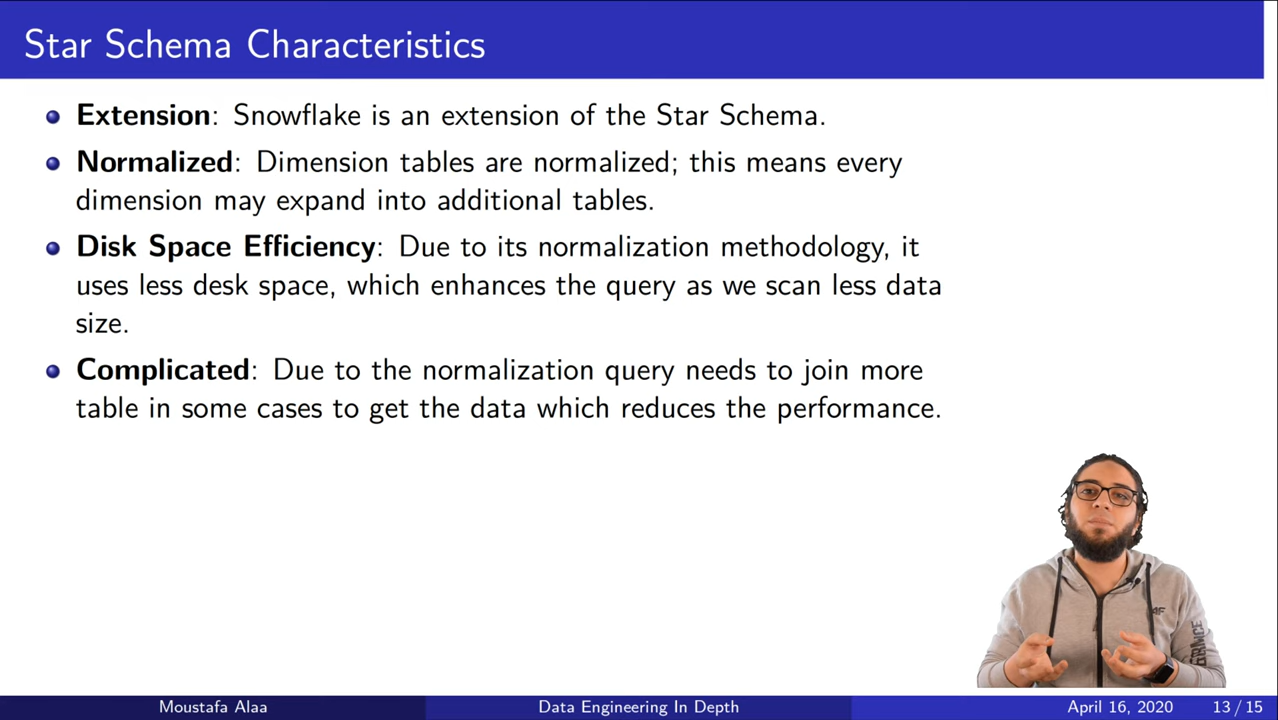 Star Schema Characteristics
Extension: Snowflake is an extension of the Star Schema.
Normalized: Dimension tables are normalized; this means every
dimension may expand into additional tables.
Disk Space Efficiency: Due to its normalization methodology, it
uses less desk space, which enhances the query as we scan less data
size.
Complicated: Due to the normalization query needs to join more
table in some cases to get the data which reduces the performance.
Moustafa Alaa
Data Engineering In Depth
April 16, 2020
13 / 15